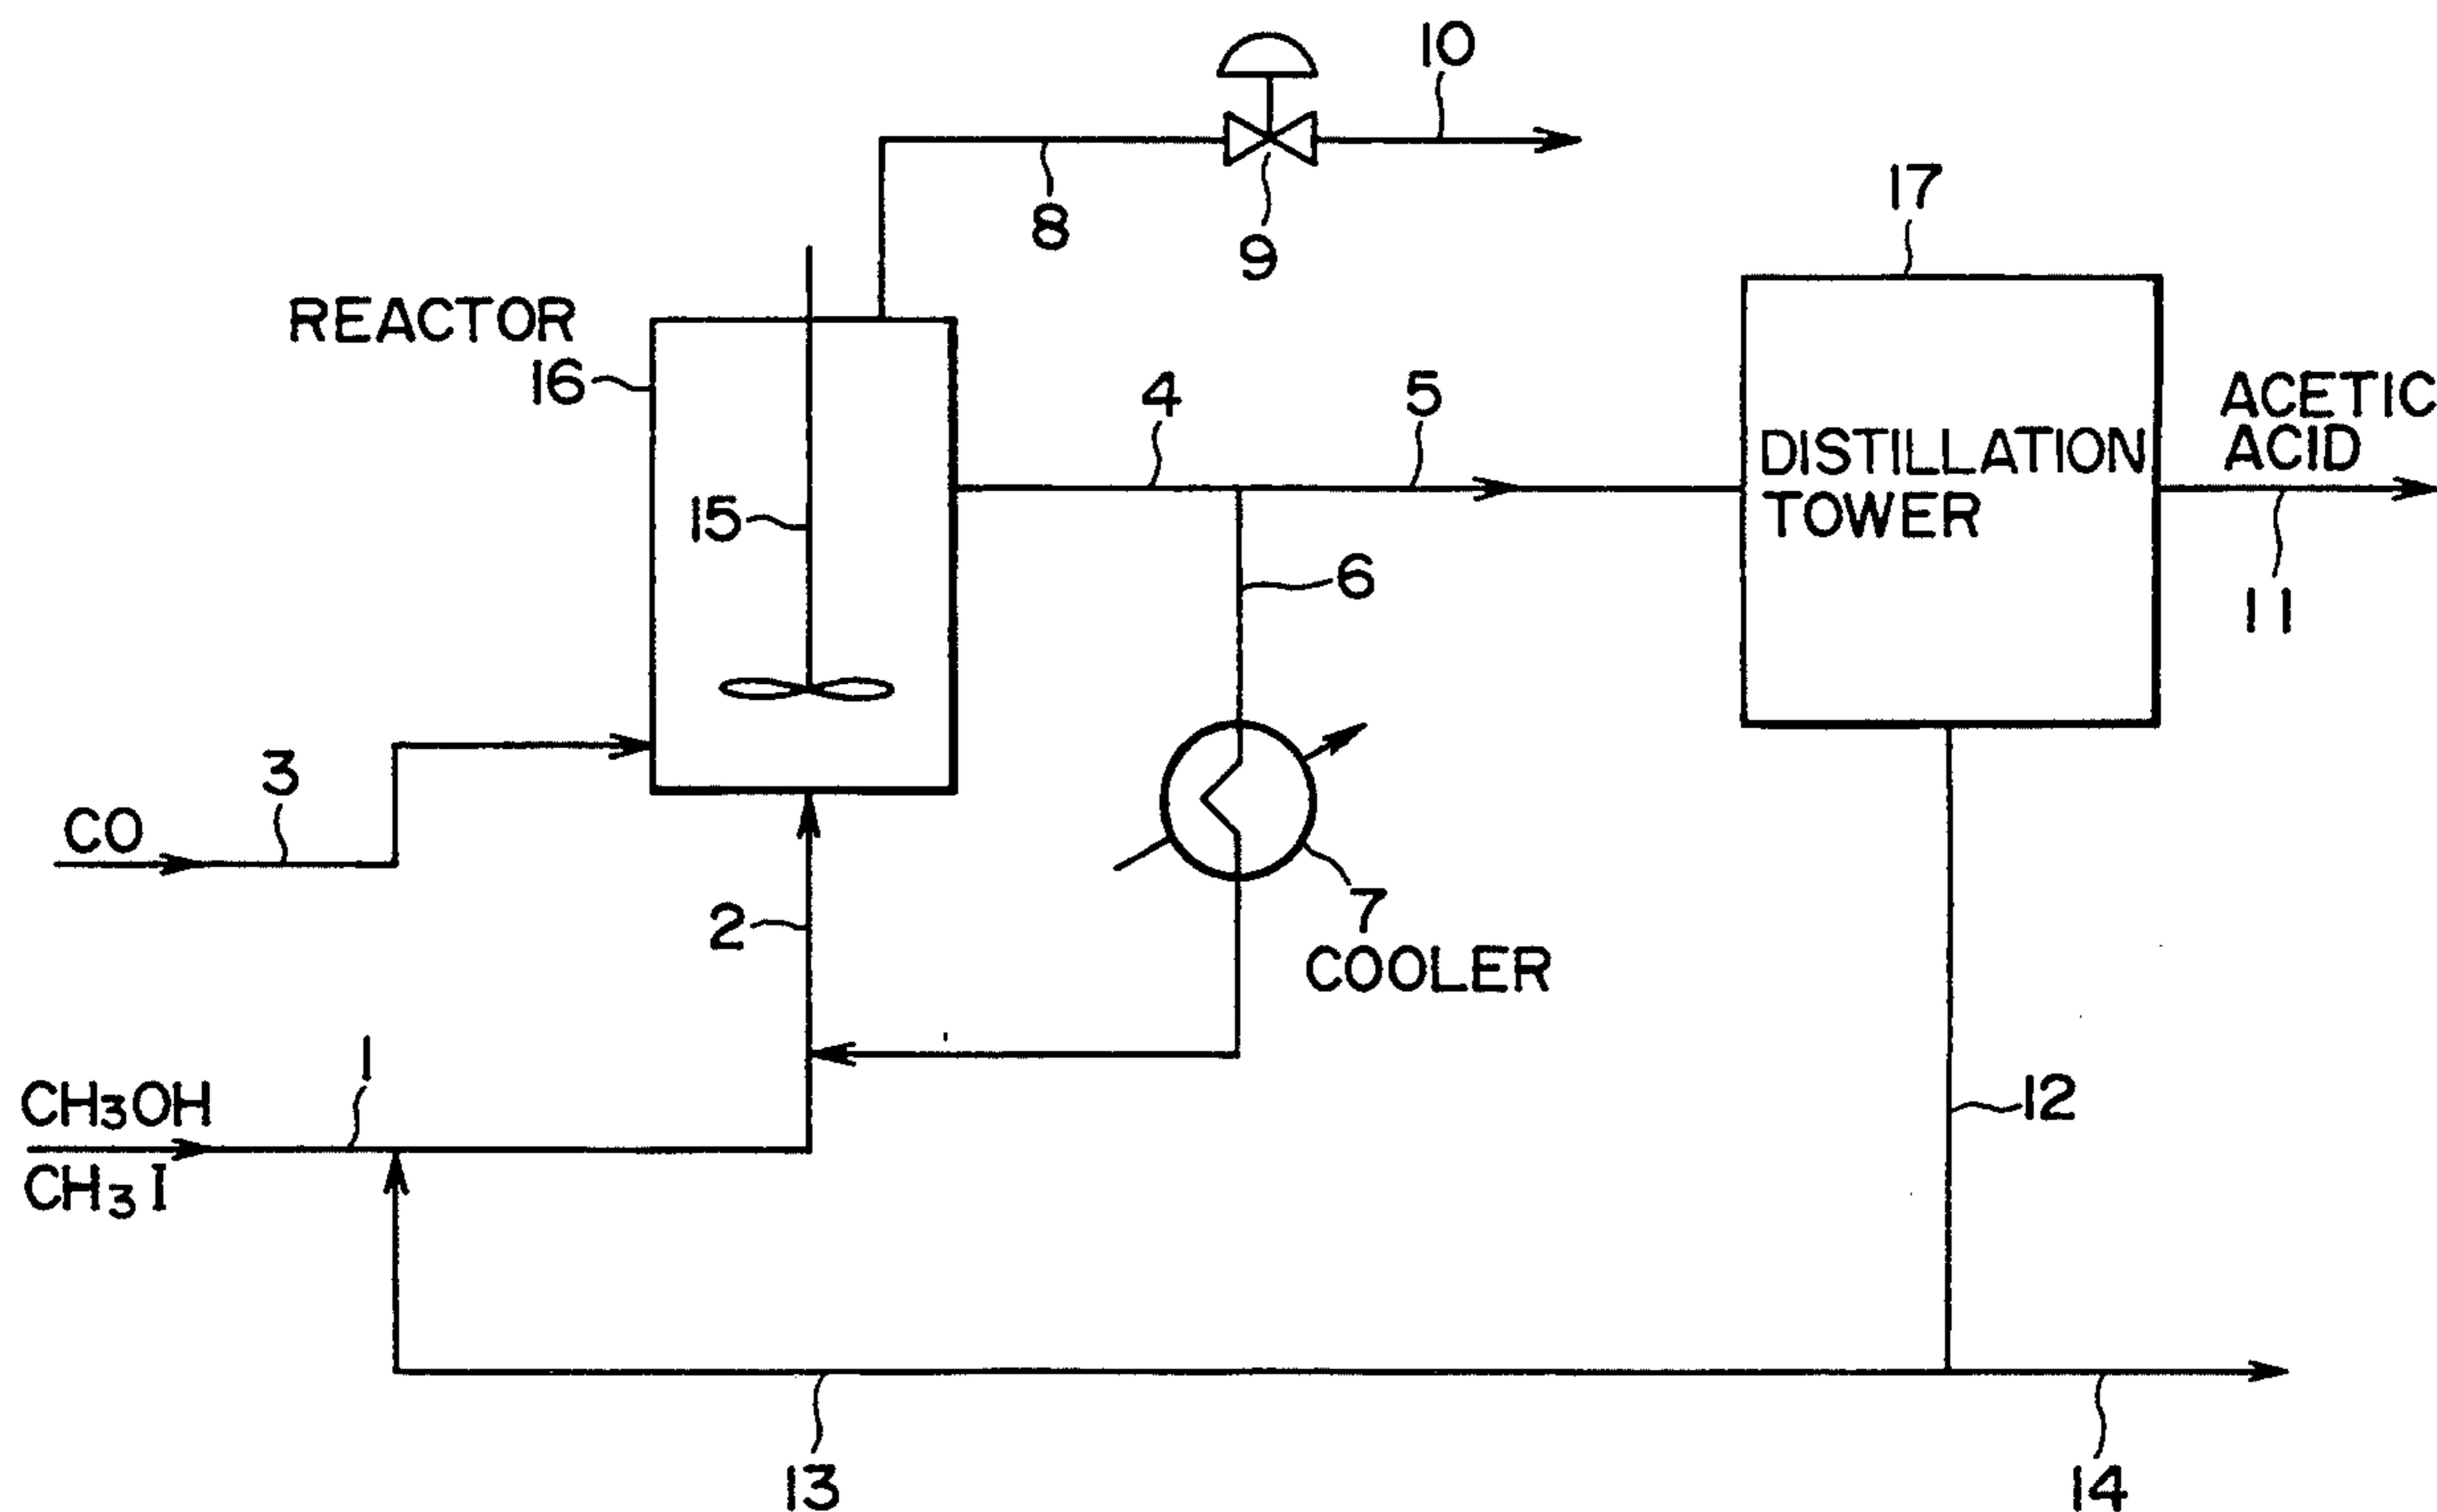 10
8
9
17
REACTOR
16
4
5
ACETIC
ACID
DISTILLATION
TOWER
15
6
11
3
CO
7
COOLER
2
1
CH3OH
CH3I
12
13
14